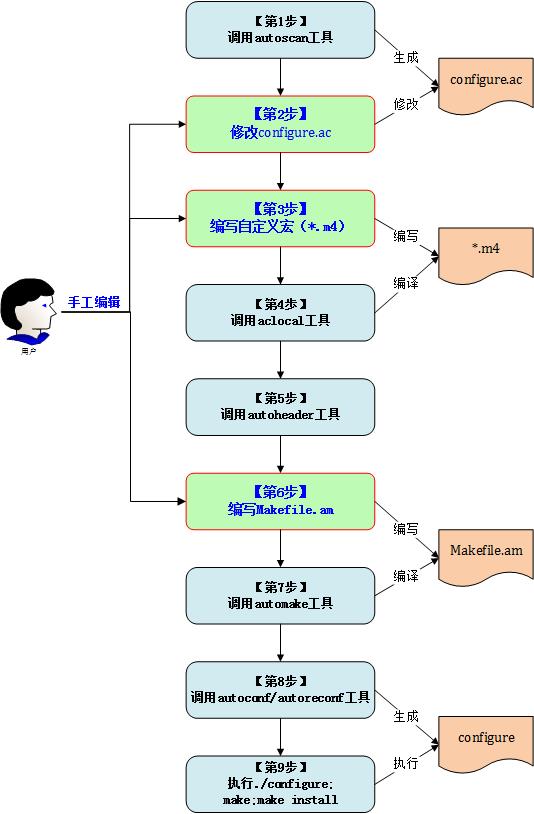 【第1步】
调用autoscan工具
生成
configure.ac
修改
【第2步】
修改configure.ac
【第3步】
编写自定义宏（*.m4）
编写
*.m4
编译
手工编辑
用户
【第4步】
调用aclocal工具
【第5步】
调用autoheader工具
【第6步】
编写Makefile.am
编写
Makefile.am
编译
【第7步】
调用automake工具
【第8步】
调用autoconf/autoreconf工具
生成
configure
执行
【第9步】
执行./configure;
make;make install